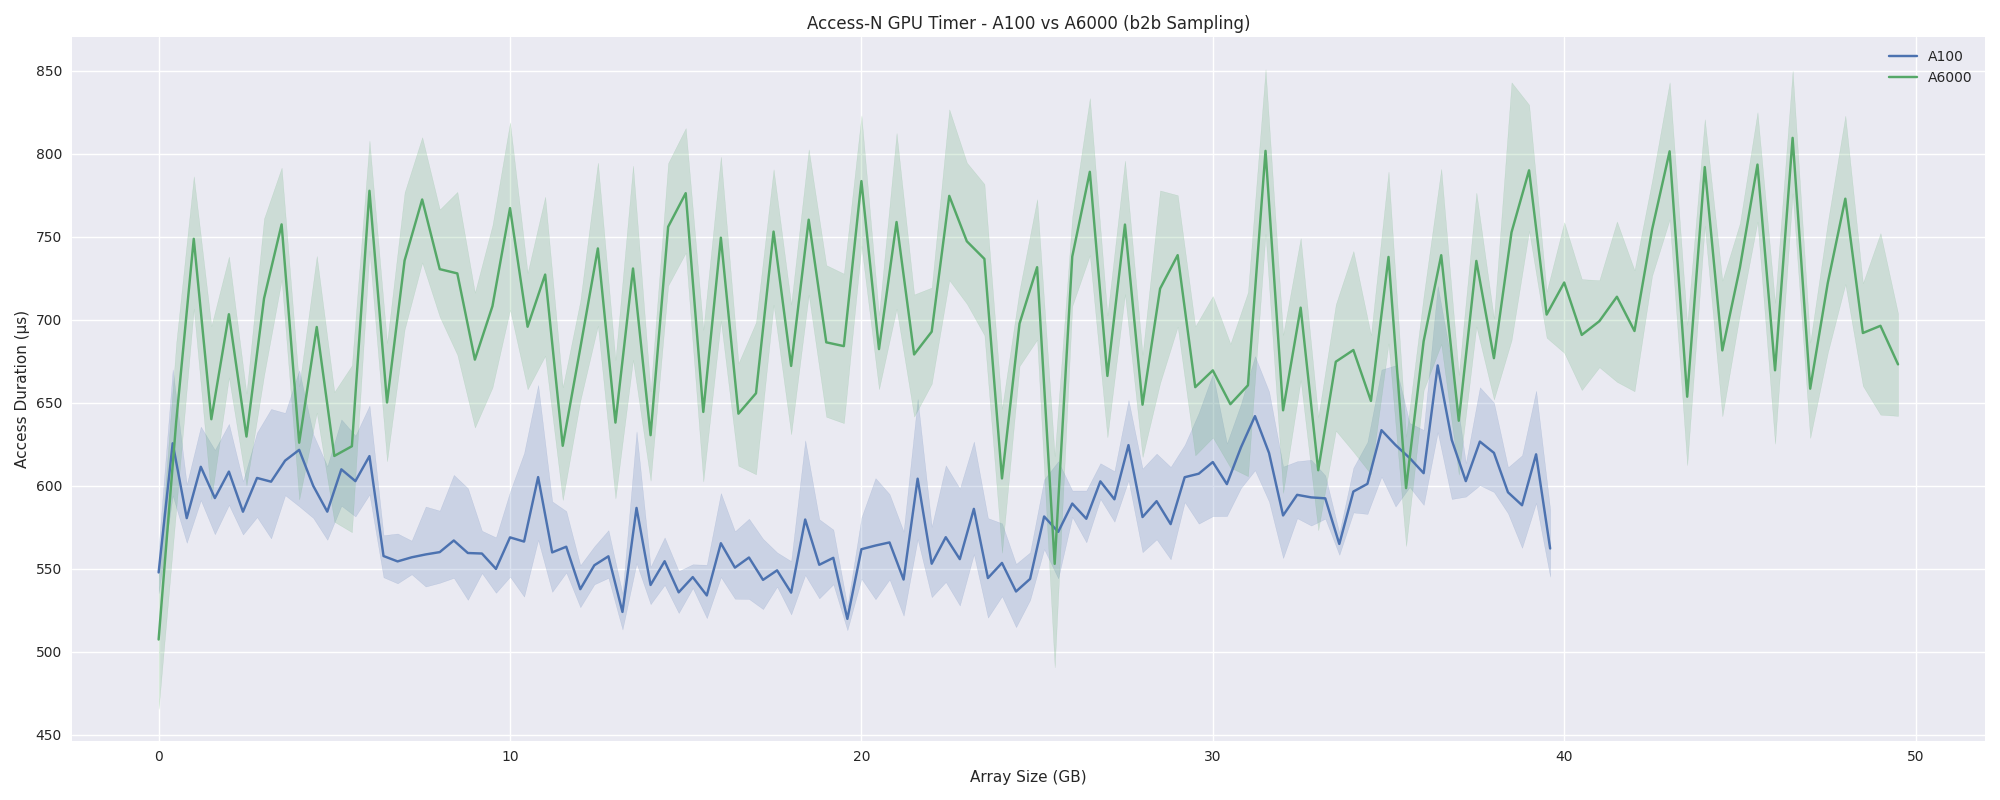 Access-N GPU Timer - A100 vs A6000 (b2b Sampling)
A100
A6000
Access Duration (μs)
850
800
750
700
650
600
550
500
450
0 10 20 30 40 50
Array Size (GB)